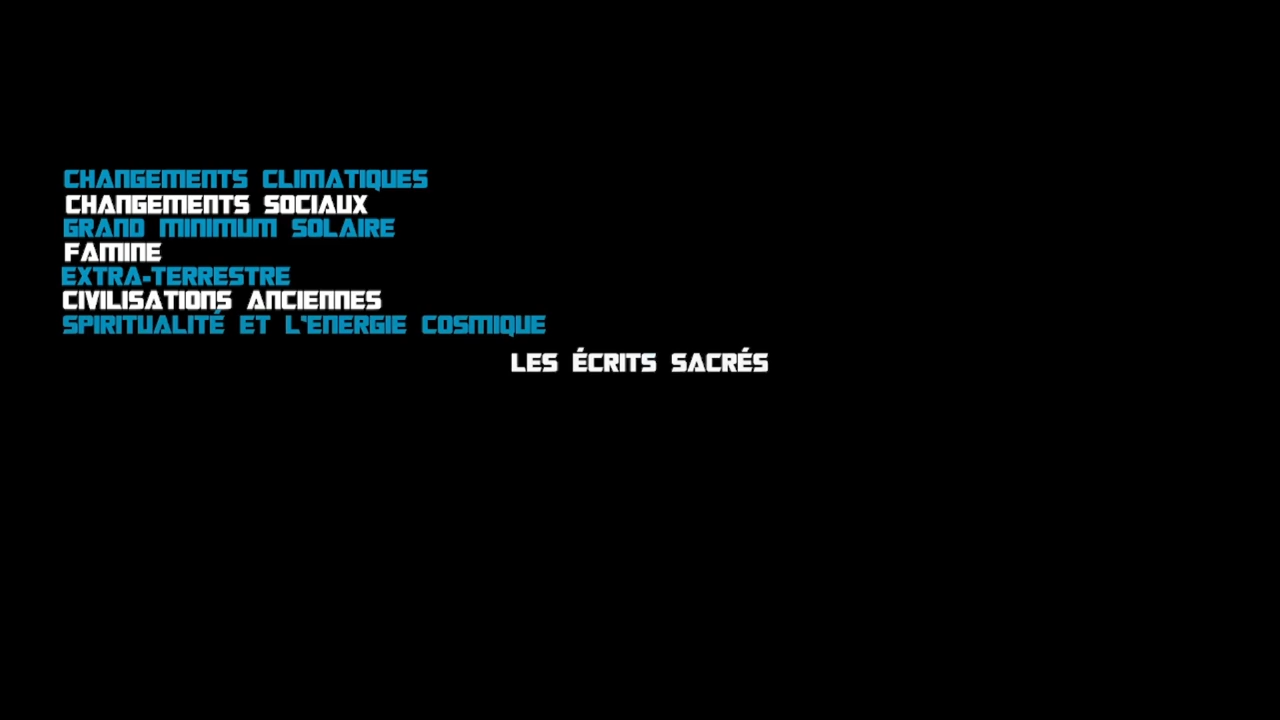 CHANGEMENTS CLIMATIQUES
CHANGEMENTS SOCIAUX
GRAND MINIMUM SOLAIRE
FAMINE
EXTRA-TERRESTRE
CIVILISATIONS ANCIENNES
SPIRITUALITÉ ET L'ENERGIE COSMIQUE
LES ÉCRITS SACRÉS